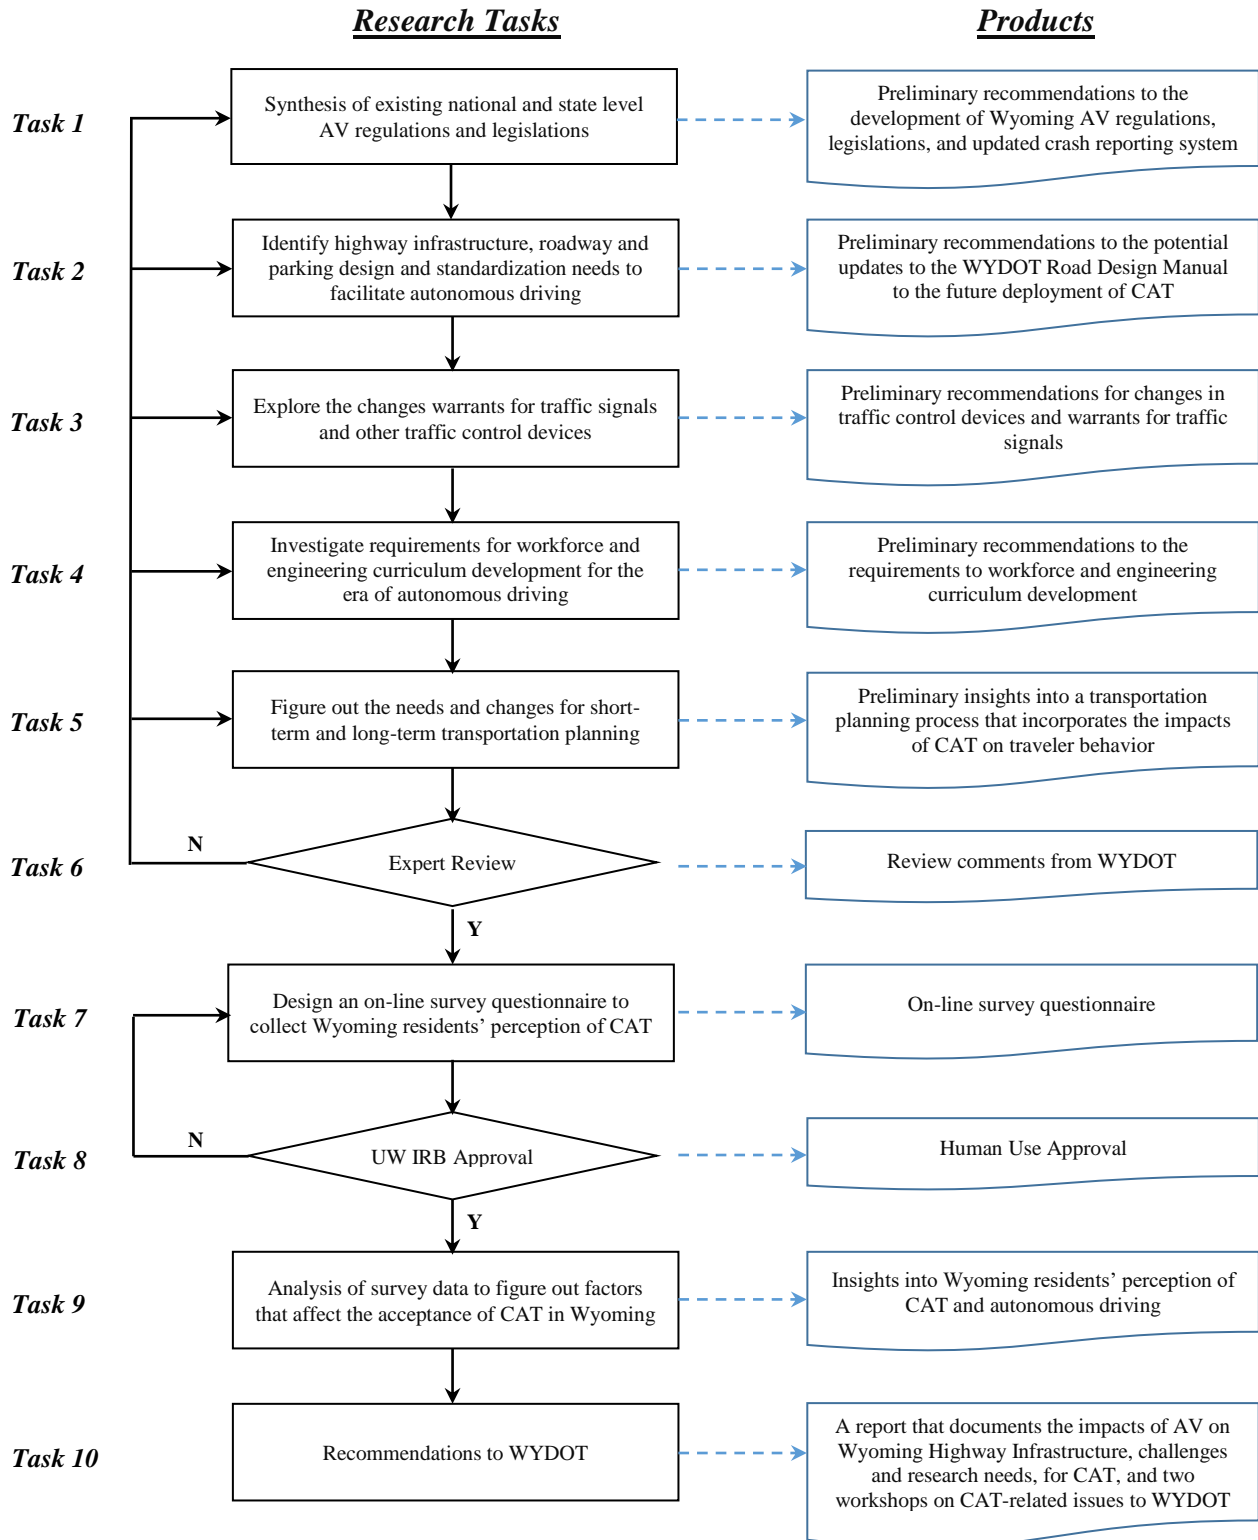 Research Tasks
Products
Task 1
Synthesis of existing national and state level
AV regulations and legislations
Preliminary recommendations to the
development of Wyoming AV regulations,
legislations, and updated crash reporting system
Task 2
Identify highway infrastructure, roadway and
parking design and standardization needs to
facilitate autonomous driving
Preliminary recommendations to the potential
updates to the WYDOT Road Design Manual
to the future deployment of CAT
Task 3
Explore the changes warrants for traffic signals
and other traffic control devices
Preliminary recommendations for changes in
traffic control devices and warrants for traffic
signals
Task 4
Investigate requirements for workforce and
engineering curriculum development for the
era of autonomous driving
Preliminary recommendations to the
requirements to workforce and engineering
curriculum development
Task 5
Figure out the needs and changes for short-
term and long-term transportation planning
Preliminary insights into a transportation
planning process that incorporates the impacts
of CAT on traveler behavior
N
Task 6
Expert Review
Review comments from WYDOT
Y
Task 7
Design an on-line survey questionnaire to
collect Wyoming residents’ perception of CAT
On-line survey questionnaire
N
Task 8
UW IRB Approval
Human Use Approval
Y
Task 9
Analysis of survey data to figure out factors
that affect the acceptance of CAT in Wyoming
Insights into Wyoming residents’ perception of
CAT and autonomous driving
Task 10
Recommendations to WYDOT
A report that documents the impacts of AV on
Wyoming Highway Infrastructure, challenges
and research needs, for CAT, and two
workshops on CAT-related issues to WYDOT